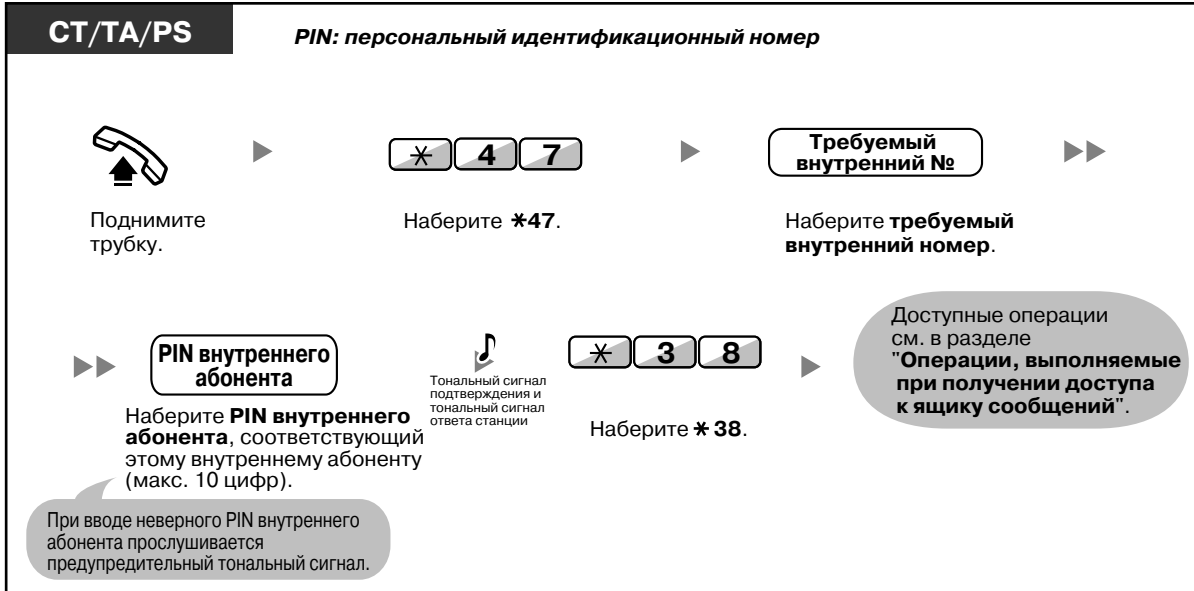 CT/TA/PS
PIN: персональный идентификационный номер
Поднимите
трубку.
✳ 4 7
Наберите ✳47.
Требуемый
внутренний №
Наберите требуемый
внутренний номер.
PIN внутреннего
абонента
Наберите PIN внутреннего
абонента, соответствующий
этому внутреннему абоненту
(макс. 10 цифр).
При вводе неверного PIN внутреннего
абонента прослушивается
предупредительный тональный сигнал.
Тональный сигнал
подтверждения и
тональный сигнал
ответа станции
✳ 3 8
Наберите ✳ 38.
Доступные операции
см. в разделе
"Операции, выполняемые
при получении доступа
к ящику сообщений".